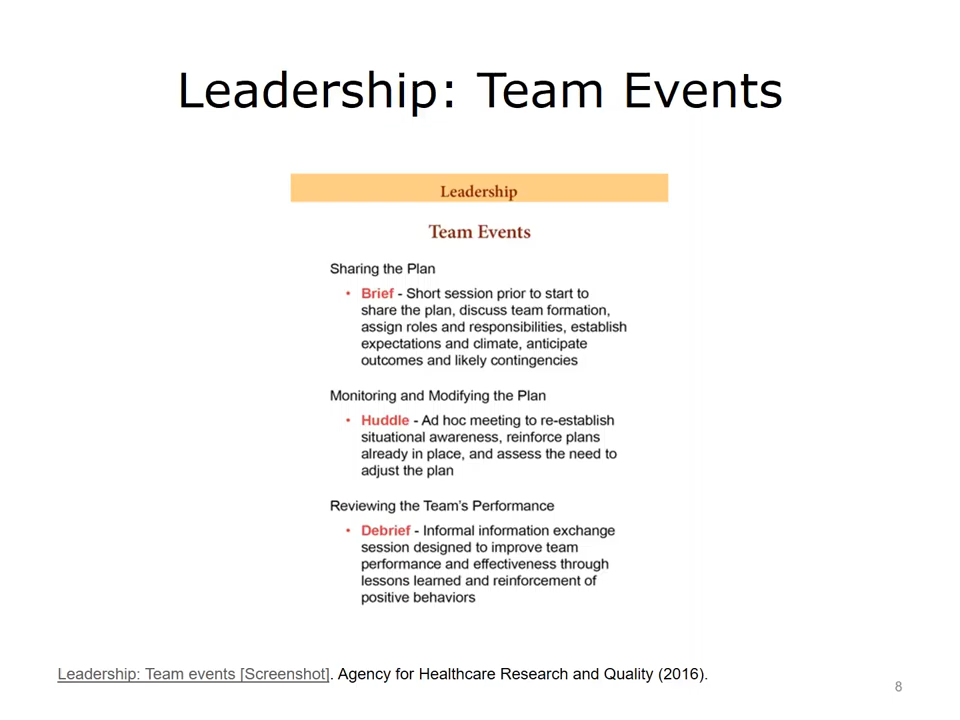 Leadership: Team Events
Leadership
Team Events
Sharing the Plan
• Brief - Short session prior to start to
share the plan, discuss team formation,
assign roles and responsibilities, establish
expectations and climate, anticipate
outcomes and likely contingencies
Monitoring and Modifying the Plan
• Huddle - Ad hoc meeting to re-establish
situational awareness, reinforce plans
already in place, and assess the need to
adjust the plan
Reviewing the Team's Performance
• Debrief - Informal information exchange
session designed to improve team
performance and effectiveness through
lessons learned and reinforcement of
positive behaviors
Leadership: Team events [Screenshot]. Agency for Healthcare Research and Quality (2016).
8